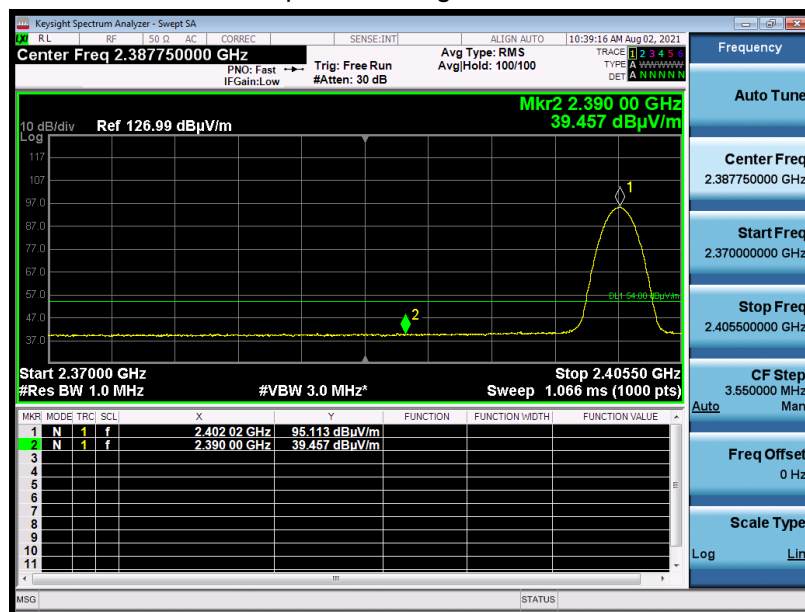 Keysight Spectrum Analyzer - Swept SA
LXI RL RF 50 Ω AC CORREC SENSE:INT ALIGN AUTO 10:39:16 AM Aug 02, 2021
Center Freq 2.387750000 GHz
PNO: Fast
IFGain:Low
Trig: Free Run
#Atten: 30 dB
Avg Type: RMS
Avg|Hold: 100/100
TRACE 1 2 3 4 5 6
TYPE A WWWWW
DET A N N N N N
Mkr2 2.390 00 GHz
39.457 dBµV/m
10 dB/div Ref 126.99 dBµV/m
Log
117
107
97.0
87.0
77.0
67.0
57.0
47.0
37.0
1
2
DL1 54.00 dBµV/m
Start 2.37000 GHz
Stop 2.40550 GHz
#Res BW 1.0 MHz
#VBW 3.0 MHz*
Sweep 1.066 ms (1000 pts)
MKR MODE TRC SCL X Y FUNCTION FUNCTION WIDTH FUNCTION VALUE
1 N 1 f 2.402 02 GHz 95.113 dBµV/m
2 N 1 f 2.390 00 GHz 39.457 dBµV/m
3
4
5
6
7
8
9
10
11
MSG STATUS
Frequency
Auto Tune
Center Freq
2.387750000 GHz
Start Freq
2.370000000 GHz
Stop Freq
2.405500000 GHz
CF Step
3.550000 MHz
Auto Man
Freq Offset
0 Hz
Scale Type
Log Lin